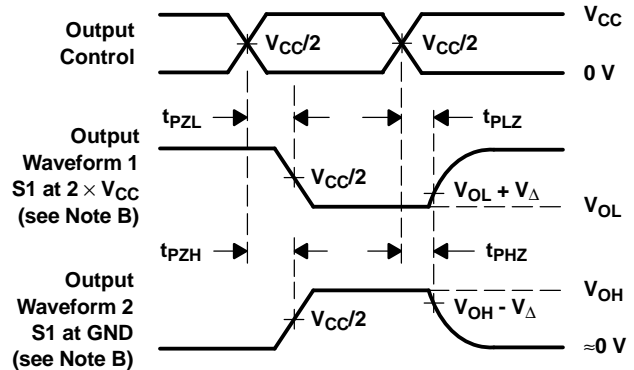 Output
Control
V_CC/2
V_CC/2
V_CC
0 V
t_PZL
t_PLZ
Output
Waveform 1
S1 at 2 × V_CC
(see Note B)
V_CC/2
V_OL + V_Δ
V_OL
t_PZH
t_PHZ
Output
Waveform 2
S1 at GND
(see Note B)
V_CC/2
V_OH - V_Δ
V_OH
≈0 V